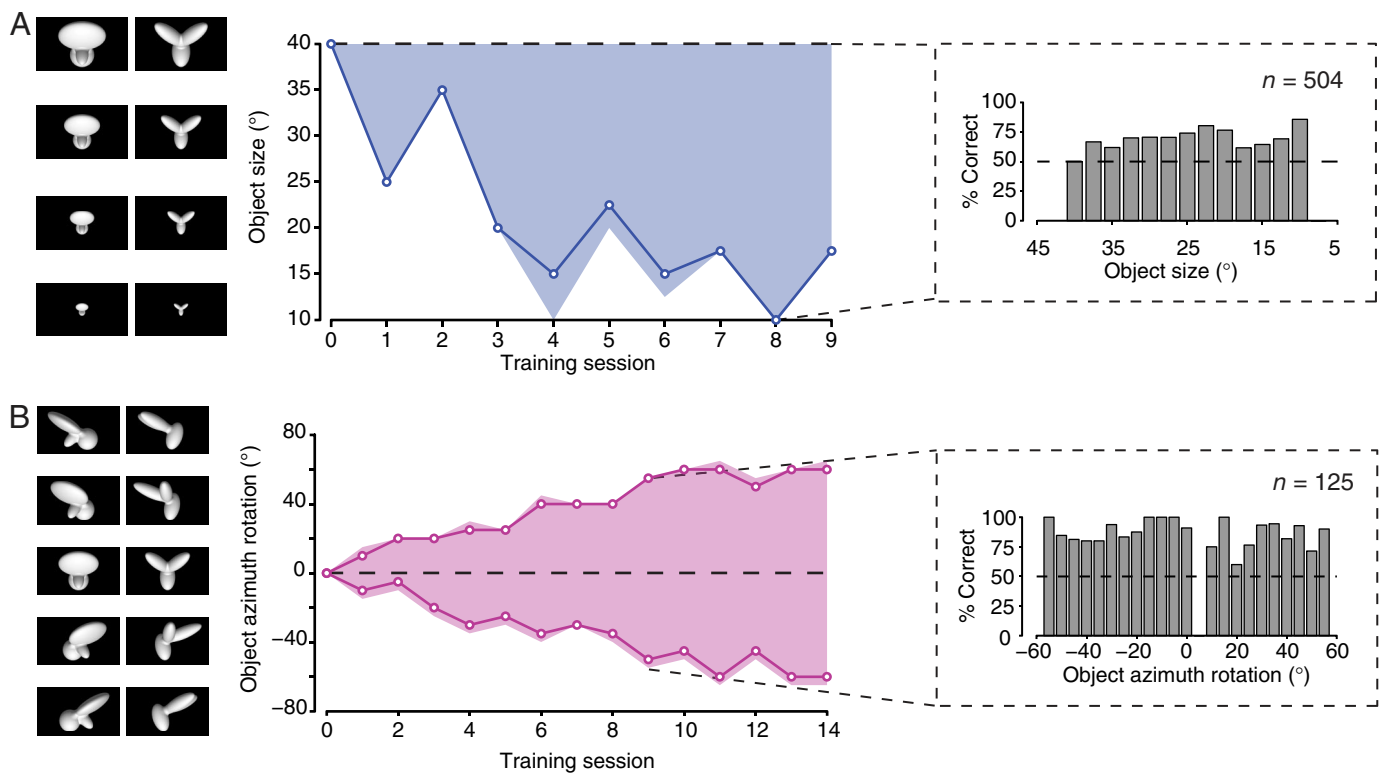 A
Object size (°)
40
35
30
25
20
15
10
0 1 2 3 4 5 6 7 8 9
Training session
n = 504
% Correct
100
75
50
25
0
45 35 25 15 5
Object size (°)
B
Object azimuth rotation (°)
80
40
0
−40
−80
0 2 4 6 8 10 12 14
Training session
n = 125
% Correct
100
75
50
25
0
−60 −40 −20 0 20 40 60
Object azimuth rotation (°)